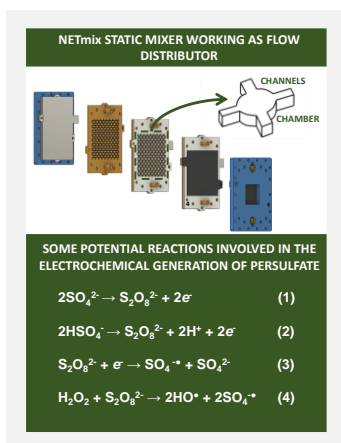 NETmix STATIC MIXER WORKING AS FLOW
DISTRIBUTOR
CHANNELS
CHAMBER
SOME POTENTIAL REACTIONS INVOLVED IN THE
ELECTROCHEMICAL GENERATION OF PERSULFATE
2SO₄²⁻ → S₂O₈²⁻ + 2e⁻ (1)
2HSO₄⁻ → S₂O₈²⁻ + 2H⁺ + 2e⁻ (2)
S₂O₈²⁻ + e⁻ → SO₄⁻• + SO₄²⁻ (3)
H₂O₂ + S₂O₈²⁻ → 2HO• + 2SO₄⁻• (4)